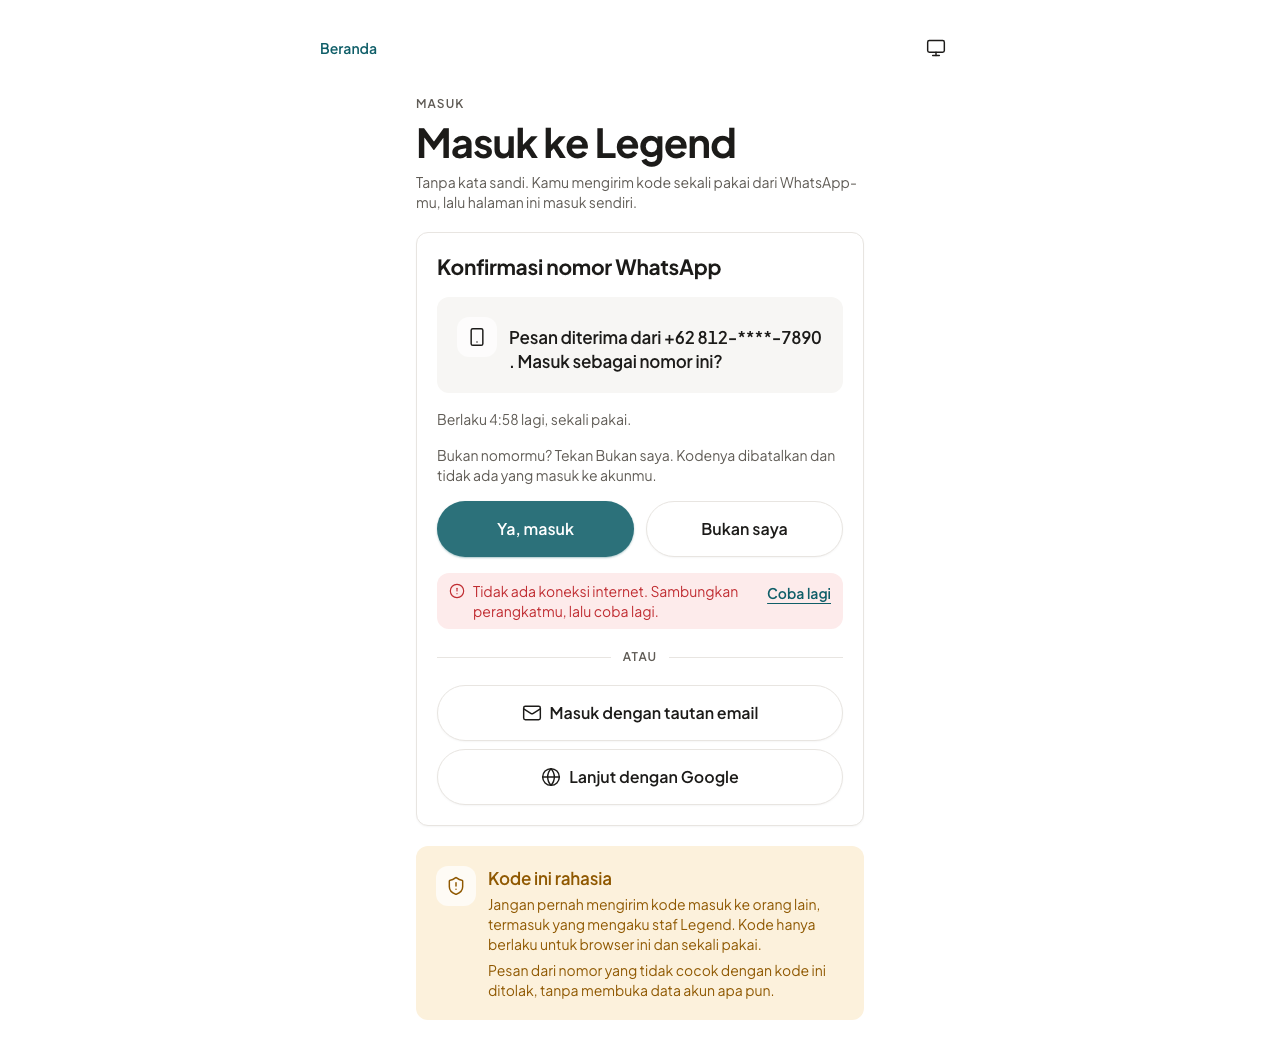 Beranda
MASUK
Masuk ke Legend
Tanpa kata sandi. Kamu mengirim kode sekali pakai dari WhatsApp-
mu, lalu halaman ini masuk sendiri.
Konfirmasi nomor WhatsApp
Pesan diterima dari +62 812-****-7890
. Masuk sebagai nomor ini?
Berlaku 4:58 lagi, sekali pakai.
Bukan nomormu? Tekan Bukan saya. Kodenya dibatalkan dan
tidak ada yang masuk ke akunmu.
Ya, masuk
Bukan saya
Tidak ada koneksi internet. Sambungkan
perangkatmu, lalu coba lagi.
Coba lagi
ATAU
Masuk dengan tautan email
Lanjut dengan Google
Kode ini rahasia
Jangan pernah mengirim kode masuk ke orang lain,
termasuk yang mengaku staf Legend. Kode hanya
berlaku untuk browser ini dan sekali pakai.
Pesan dari nomor yang tidak cocok dengan kode ini
ditolak, tanpa membuka data akun apa pun.